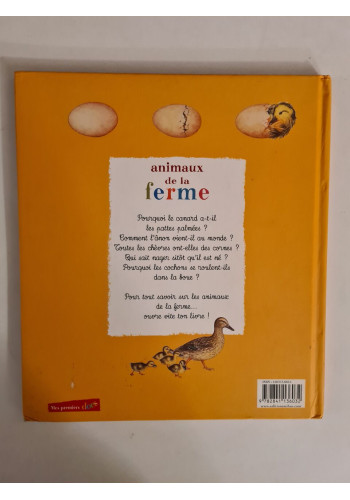 animaux
de la
ferme
Pourquoi le canard a-t-il
les pattes palmées ?
Comment l'ânon vient-il au monde ?
Toutes les chèvres ont-elles des cornes ?
Qui sait nager sitôt qu'il est né ?
Pourquoi les cochons se roulent-ils
dans la boue ?
Pour tout savoir sur les animaux
de la ferme...
ouvre vite ton livre !
Mes premiers